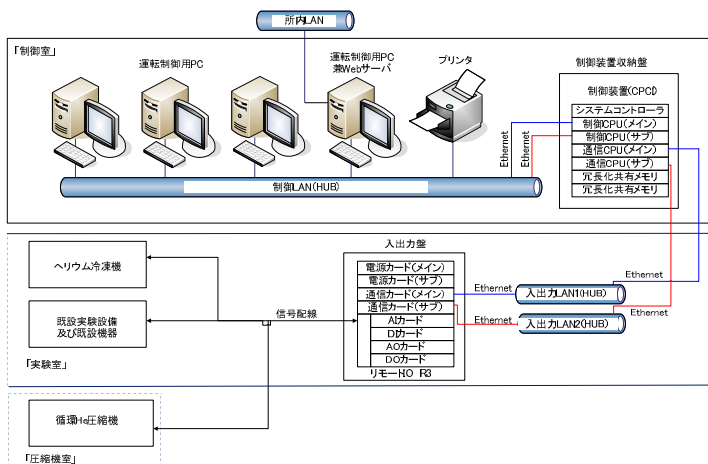 所内LAN
「制御室」
運転制御用PC
運転制御用PC
兼Webサーバ
プリンタ
制御装置収納盤
制御装置(CPCI)
システムコントローラ
制御CPU(メイン)
制御CPU(サブ)
通信CPU(メイン)
通信CPU(サブ)
冗長化共有メモリ
冗長化共有メモリ
Ethernet
Ethernet
制御LAN(HUB)
入出力盤
ヘリウム冷凍機
電源カード(メイン)
電源カード(サブ)
通信カード(メイン)
通信カード(サブ)
AIカード
DIカード
AOカード
DOカード
リモートIO R3
Ethernet
Ethernet
Ethernet
Ethernet
入出力LAN1(HUB)
入出力LAN2(HUB)
信号配線
既設実験設備
及び既設機器
「実験室」
循環He圧縮機
「圧縮機室」